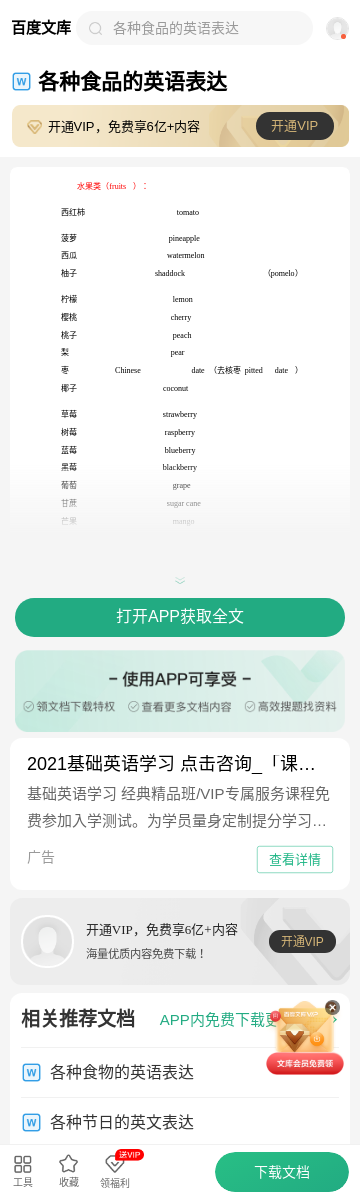 百度文库 各种食品的英语表达
各种食品的英语表达
开通VIP，免费享6亿+内容 开通VIP
水果类（fruits ）：
西红柿 tomato
菠萝 pineapple
西瓜 watermelon
柚子 shaddock （pomelo）
柠檬 lemon
樱桃 cherry
桃子 peach
梨 pear
枣 Chinese date （去核枣 pitted date ）
椰子 coconut
草莓 strawberry
树莓 raspberry
蓝莓 blueberry
黑莓 blackberry
葡萄 grape
甘蔗 sugar cane
芒果 mango
打开APP获取全文
使用APP可享受
领文档下载特权 查看更多文档内容 高效搜题找资料
2021基础英语学习 点击咨询_「课…
基础英语学习 经典精品班/VIP专属服务课程免
费参加入学测试。为学员量身定制提分学习…
广告 查看详情
开通VIP，免费享6亿+内容
海量优质内容免费下载！
开通VIP
相关推荐文档 APP内免费下载更
文库会员免费领
各种食物的英语表达
各种节日的英文表达
工具 收藏 领福利 送VIP 下载文档